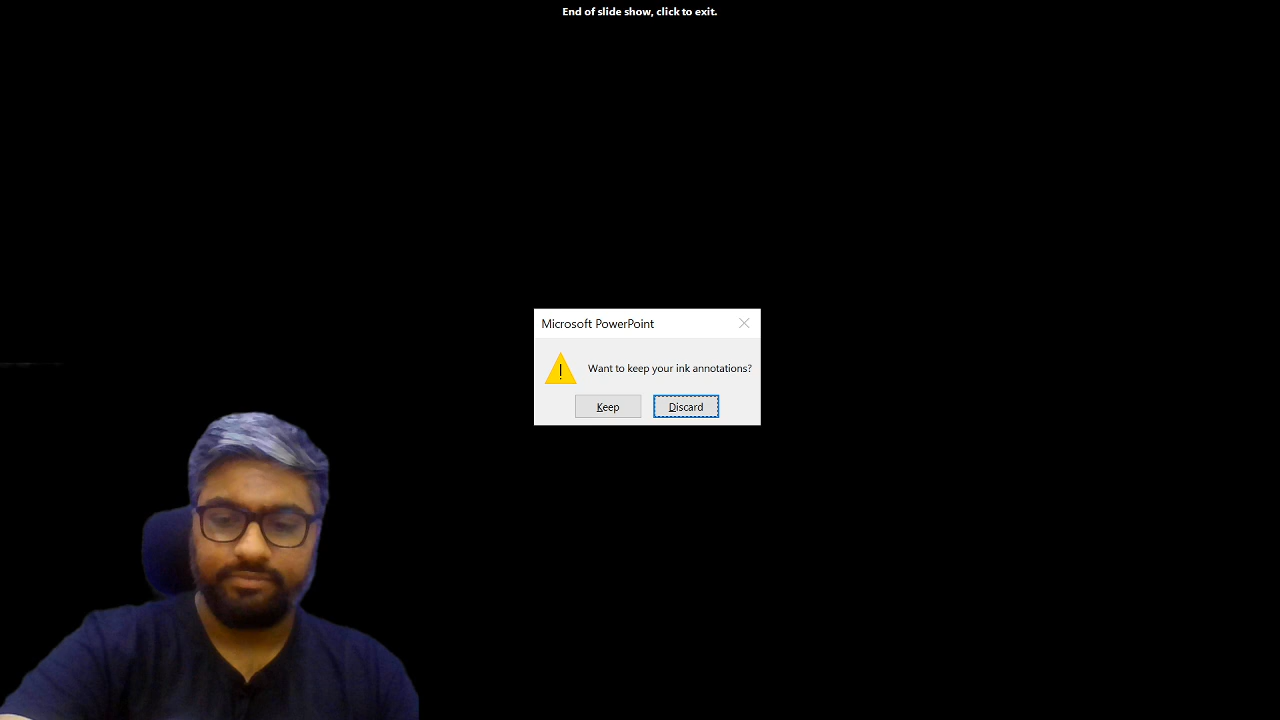 End of slide show, click to exit.
Microsoft PowerPoint
Want to keep your ink annotations?
Keep
Discard